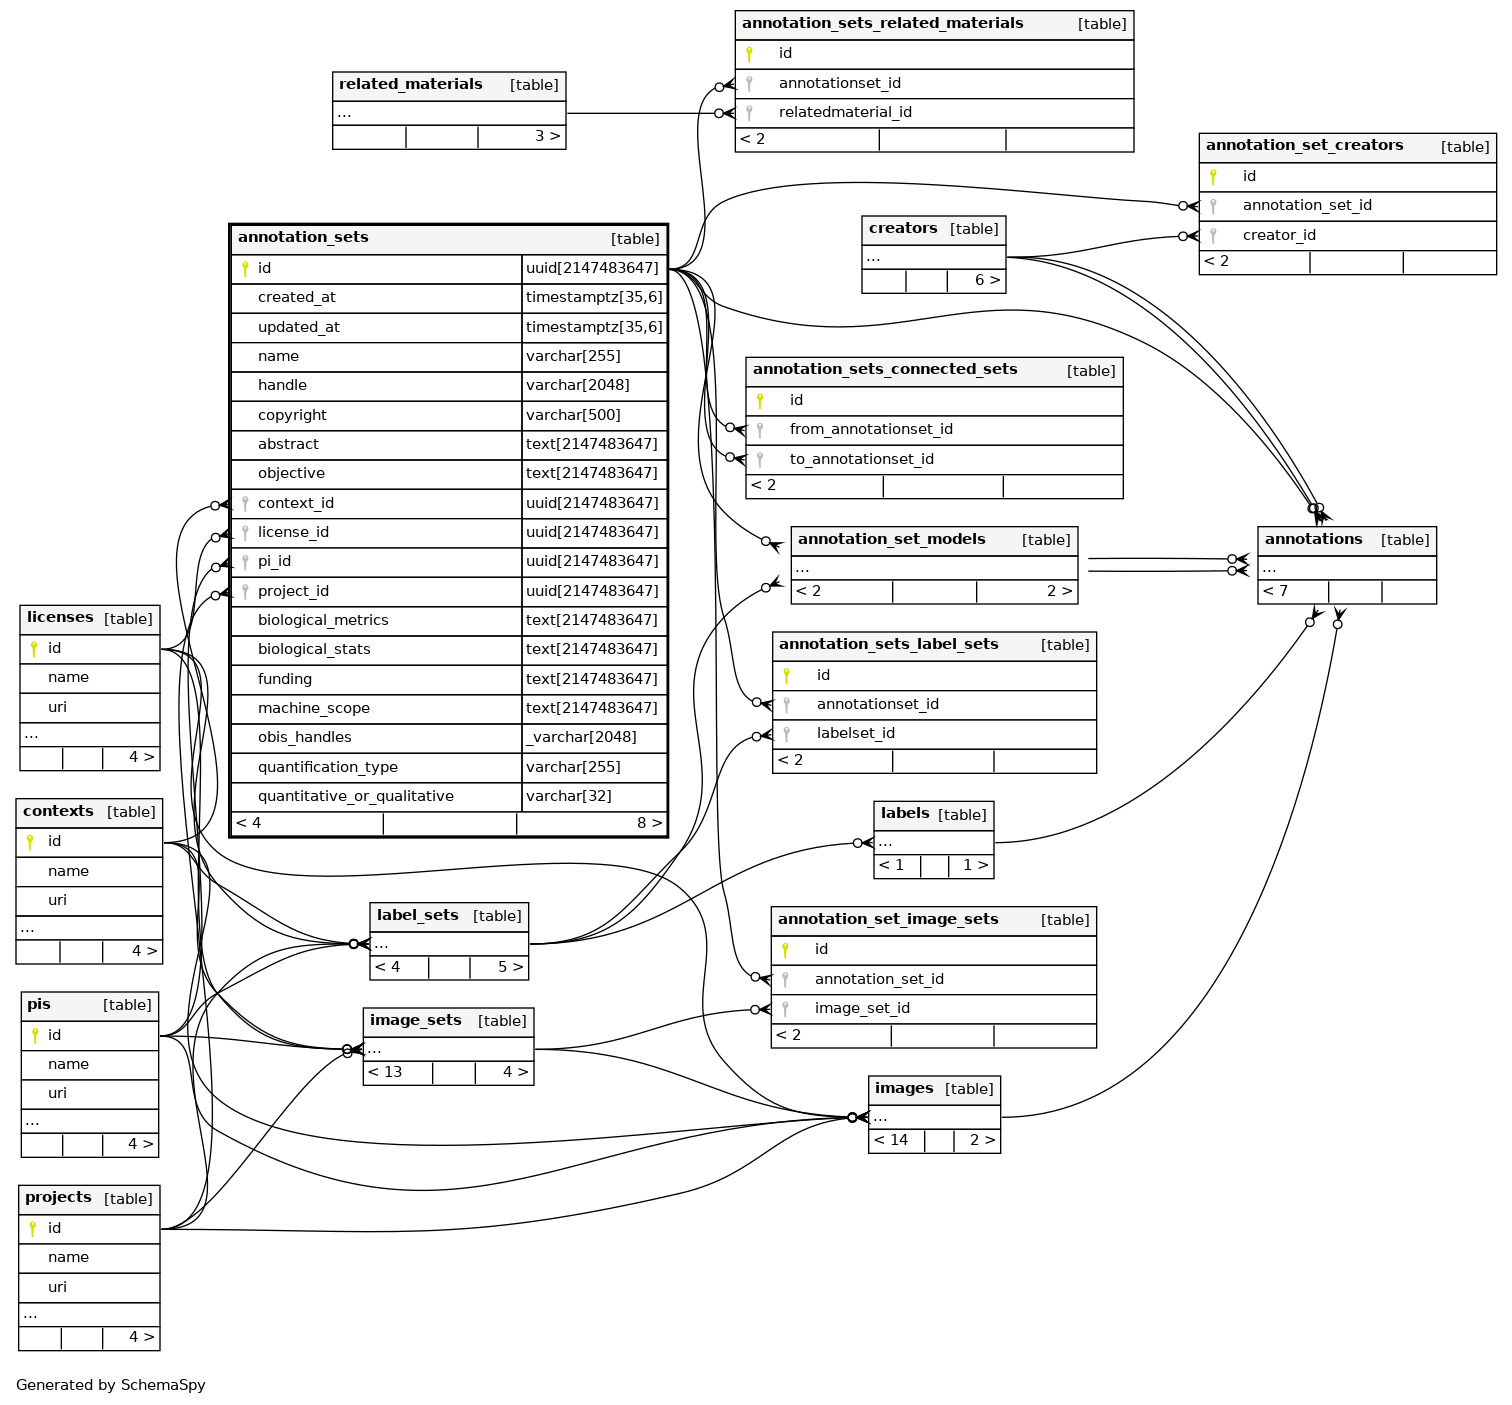 annotation_sets_related_materials [table]
id
annotationset_id
relatedmaterial_id
< 2
related_materials [table]
...
3 >
annotation_set_creators [table]
id
annotation_set_id
creator_id
< 2
creators [table]
...
6 >
annotation_sets [table]
id uuid[2147483647]
created_at timestamptz[35,6]
updated_at timestamptz[35,6]
name varchar[255]
handle varchar[2048]
copyright varchar[500]
abstract text[2147483647]
objective text[2147483647]
context_id uuid[2147483647]
license_id uuid[2147483647]
pi_id uuid[2147483647]
project_id uuid[2147483647]
biological_metrics text[2147483647]
biological_stats text[2147483647]
funding text[2147483647]
machine_scope text[2147483647]
obis_handles _varchar[2048]
quantification_type varchar[255]
quantitative_or_qualitative varchar[32]
< 4 8 >
annotation_sets_connected_sets [table]
id
from_annotationset_id
to_annotationset_id
< 2
annotation_set_models [table]
...
< 2 2 >
annotations [table]
...
< 7
licenses [table]
id
name
uri
...
4 >
annotation_sets_label_sets [table]
id
annotationset_id
labelset_id
< 2
contexts [table]
id
name
uri
...
4 >
labels [table]
...
< 1 1 >
label_sets [table]
...
< 4 5 >
annotation_set_image_sets [table]
id
annotation_set_id
image_set_id
< 2
pis [table]
id
name
uri
...
4 >
image_sets [table]
...
< 13 4 >
images [table]
...
< 14 2 >
projects [table]
id
name
uri
...
4 >
Generated by SchemaSpy